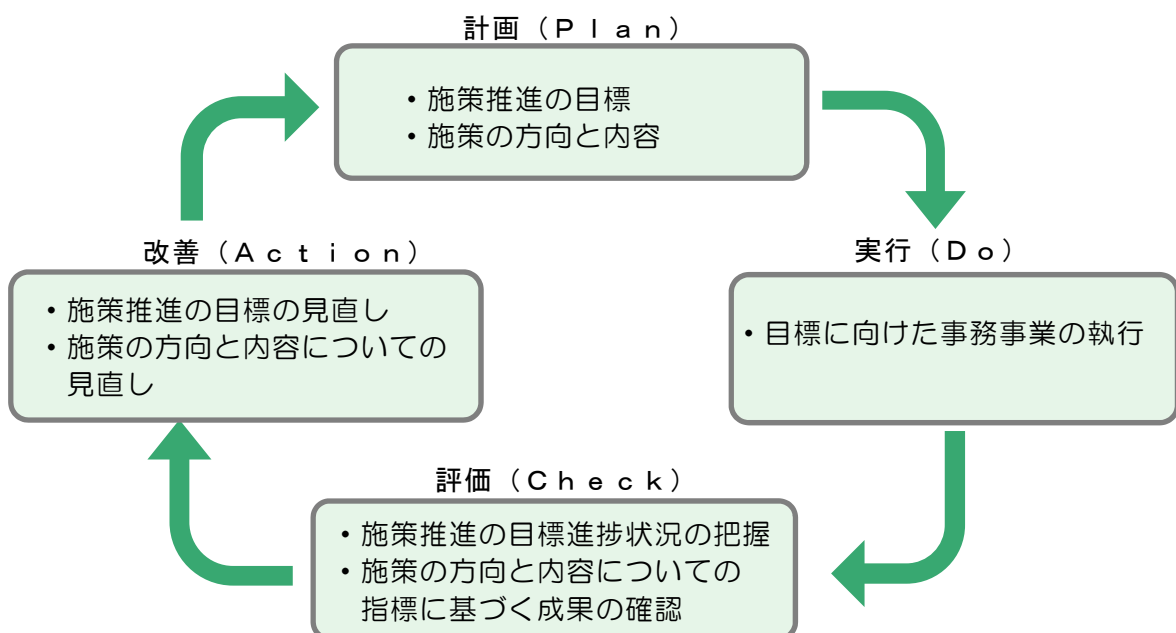 計画（Ｐｌａｎ）
・施策推進の目標
・施策の方向と内容
実行（Ｄｏ）
・目標に向けた事務事業の執行
評価（Ｃｈｅｃｋ）
・施策推進の目標進捗状況の把握
・施策の方向と内容についての
指標に基づく成果の確認
改善（Ａｃｔｉｏｎ）
・施策推進の目標の見直し
・施策の方向と内容についての
見直し